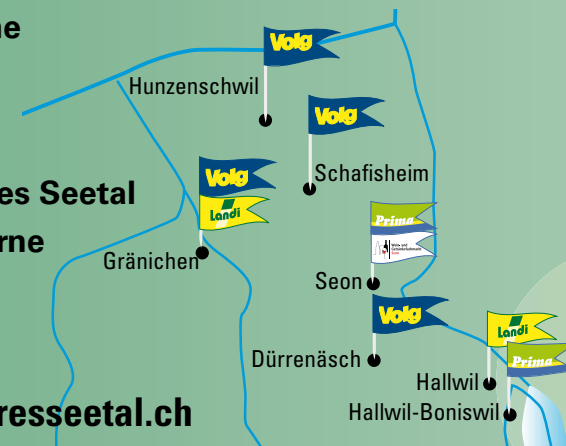 ne
Volg
Hunzenschwil
Volg
Schafisheim
es Seetal
Volg
Landi
rne
Gränichen
Prima
Seon
Volg
Dürrenäsch
Landi
Prima
Hallwil
Hallwil-Boniswil
resseetal.ch